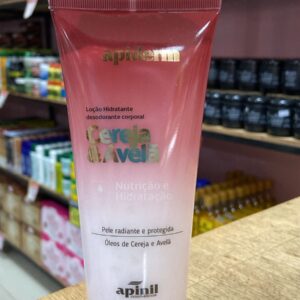 apiderm
Loção Hidratante
desodorante corporal
Cereja
& Avelã
Nutrição e
Hidratação
Pele radiante e protegida
Óleos de Cereja e Avelã
apinil